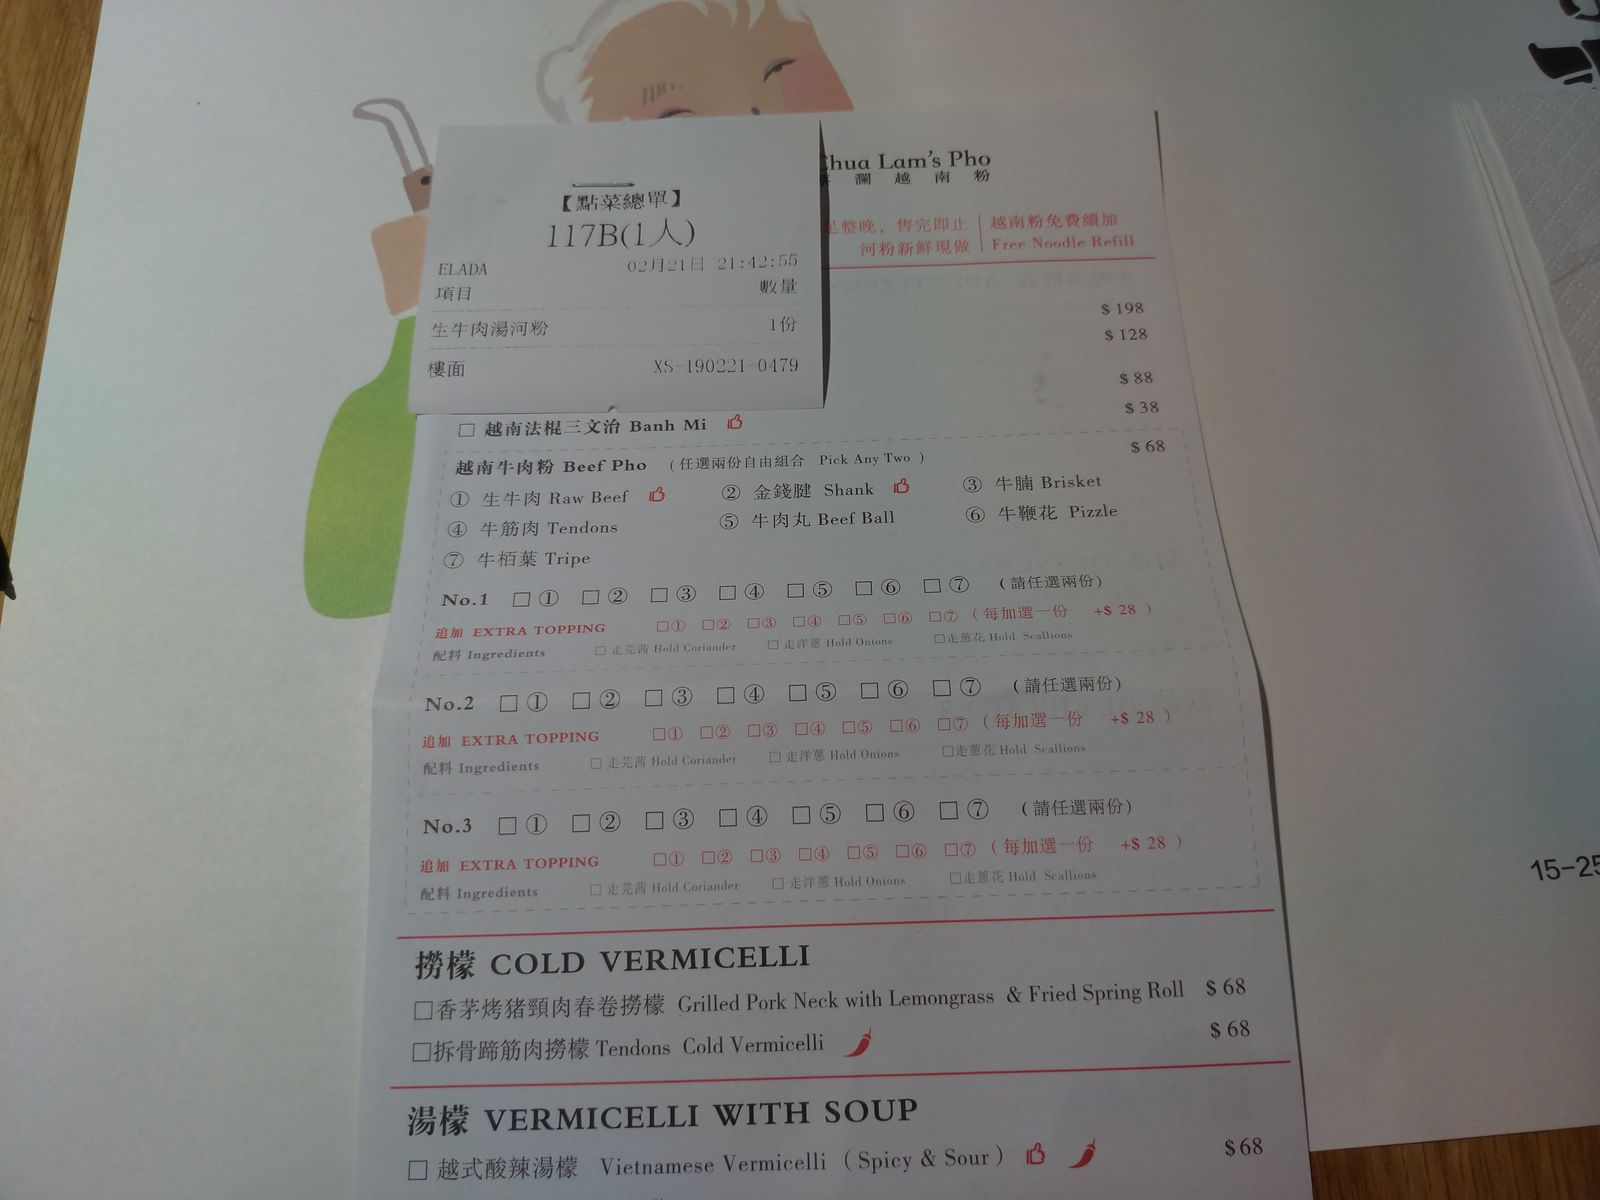 Chua Lam's Pho
瀾 越 南 粉
整晚，售完即止
河粉新鮮現做
越南粉免費續加
Free Noodle Refill
【點菜總單】
117B(1人)
ELADA 02月21日 21:42:55
項目 數量
生牛肉湯河粉 1份
樓面 XS-190221-0479
$ 198
$ 128
$ 88
$ 38
□ 越南法棍三文治 Banh Mi
越南牛肉粉 Beef Pho （任選兩份自由組合 Pick Any Two ） $ 68
① 生牛肉 Raw Beef ② 金錢腱 Shank ③ 牛腩 Brisket
④ 牛筋肉 Tendons ⑤ 牛肉丸 Beef Ball ⑥ 牛鞭花 Pizzle
⑦ 牛栢葉 Tripe
No.1 □ ① □ ② □ ③ □ ④ □ ⑤ □ ⑥ □ ⑦ （請任選兩份）
追加 EXTRA TOPPING □① □② □③ □④ □⑤ □⑥ □⑦ （每加選一份 +$ 28 ）
配料 Ingredients □ 走芫茜 Hold Coriander □ 走洋蔥 Hold Onions □走蔥花 Hold Scallions
No.2 □ ① □ ② □ ③ □ ④ □ ⑤ □ ⑥ □ ⑦ （請任選兩份）
追加 EXTRA TOPPING □① □② □③ □④ □⑤ □⑥ □⑦ （每加選一份 +$ 28 ）
配料 Ingredients □ 走芫茜 Hold Coriander □ 走洋蔥 Hold Onions □走蔥花 Hold Scallions
No.3 □ ① □ ② □ ③ □ ④ □ ⑤ □ ⑥ □ ⑦ （請任選兩份）
追加 EXTRA TOPPING □① □② □③ □④ □⑤ □⑥ □⑦ （每加選一份 +$ 28 ）
配料 Ingredients □ 走芫茜 Hold Coriander □ 走洋蔥 Hold Onions □走蔥花 Hold Scallions
撈檬 COLD VERMICELLI
□香茅烤猪頸肉春卷撈檬 Grilled Pork Neck with Lemongrass & Fried Spring Roll $ 68
□拆骨蹄筋肉撈檬 Tendons Cold Vermicelli $ 68
湯檬 VERMICELLI WITH SOUP
□ 越式酸辣湯檬 Vietnamese Vermicelli （ Spicy & Sour ） $ 68
15-25